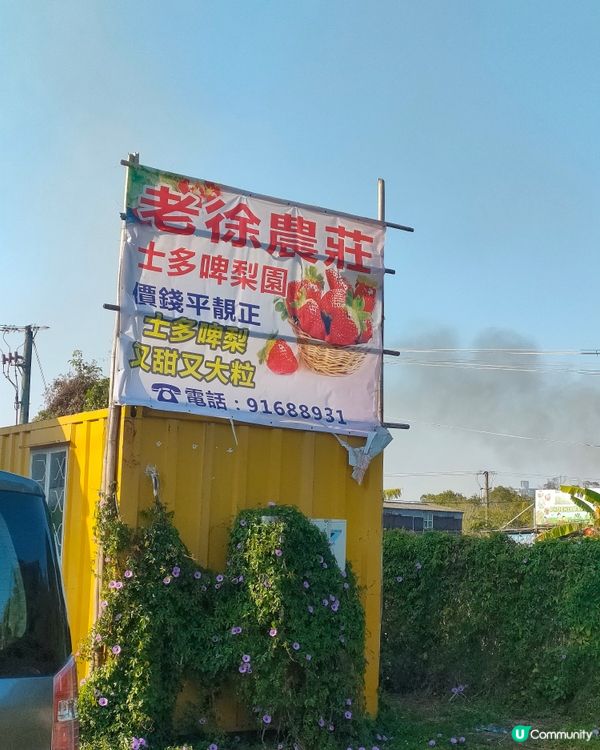 老徐農莊
士多啤梨園
價錢平靚正
士多啤梨
又甜又大粒
☎電話：91688931
U Community